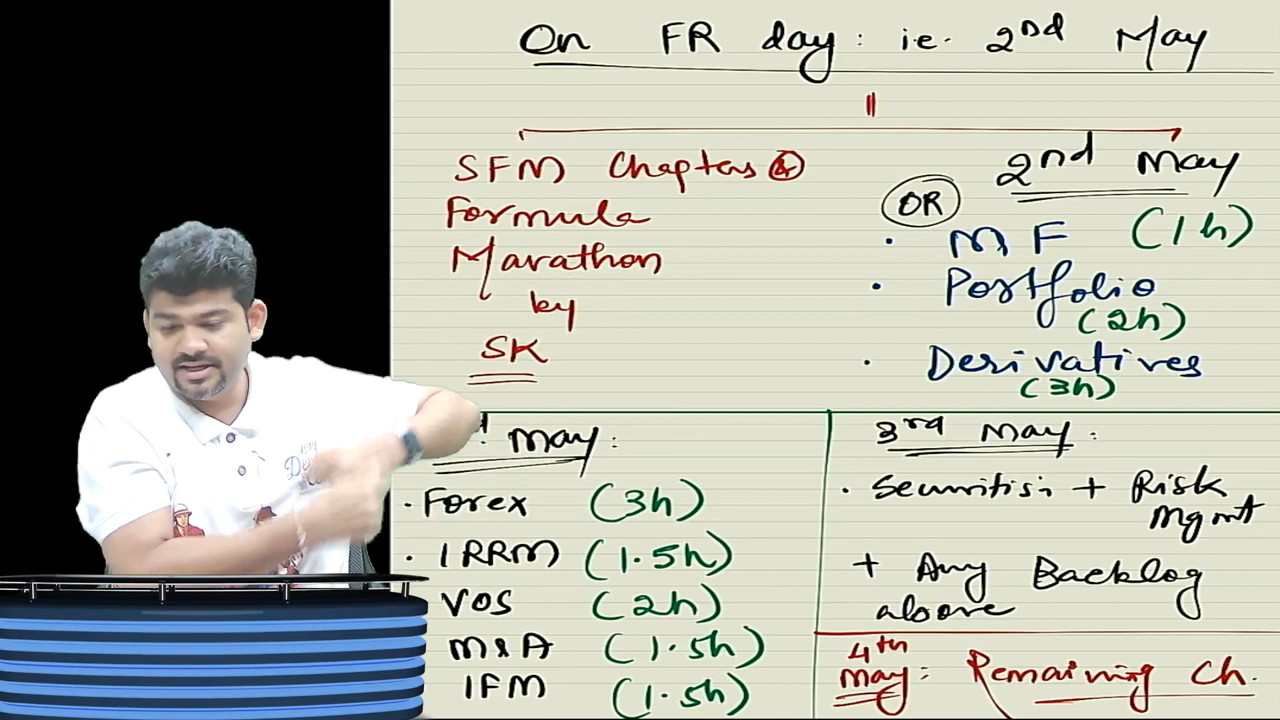 On FR day: i.e. 2nd May
SFM Chapters &
Formula
Marathon
by
SK
OR
2nd May
• MF (1h)
• Portfolio
(2h)
• Derivatives
(3h)
May:
• Forex (3h)
• IRRM (1.5h)
VOS (2h)
M&A (1.5h)
IFM (1.5h)
3rd May:
• Securitisn + Risk
Mgmt
+ Any Backlog
above
4th
May: Remaining Ch.